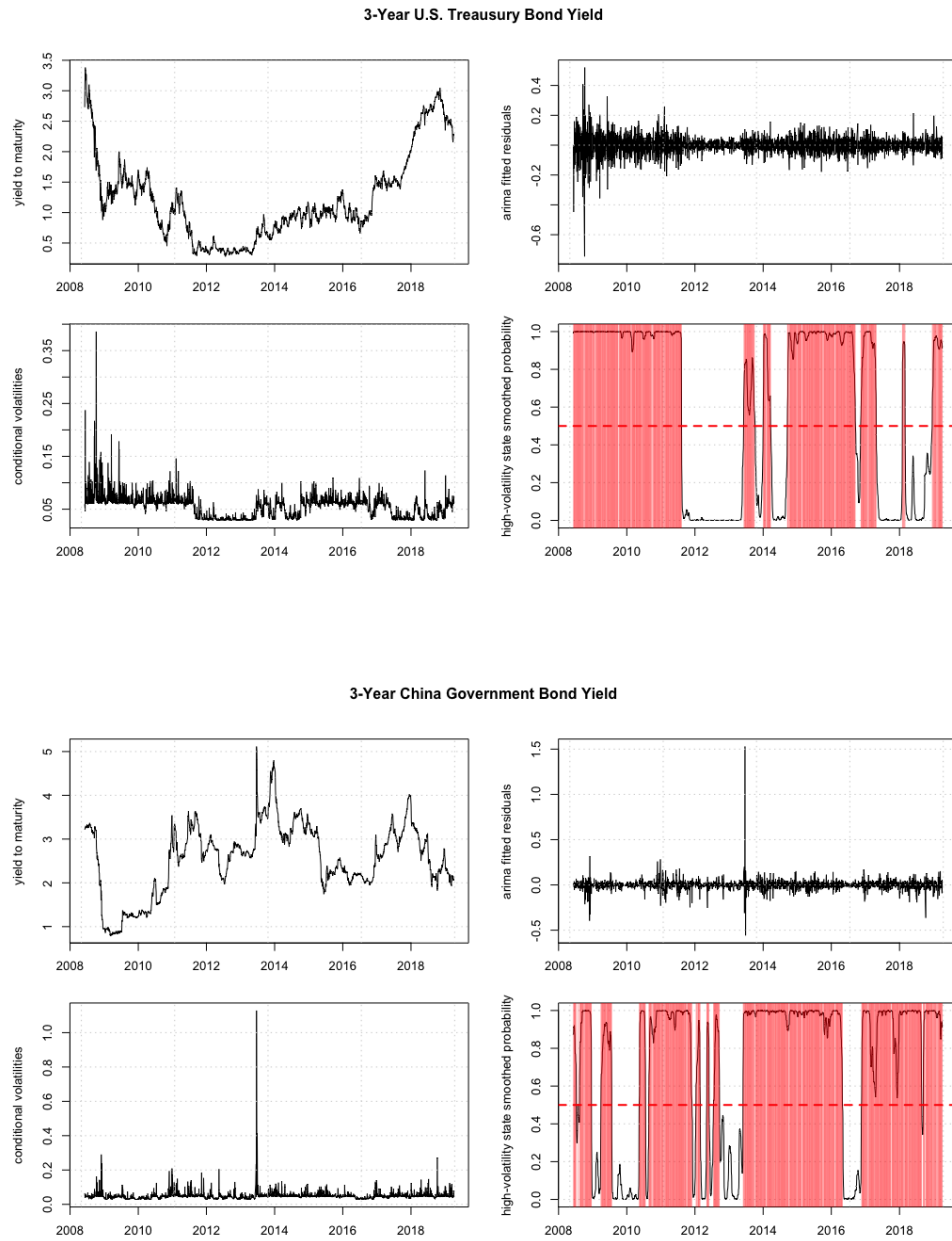 3-Year U.S. Treausury Bond Yield
yield to maturity
0.5 1.0 1.5 2.0 2.5 3.0 3.5
2008 2010 2012 2014 2016 2018
arima fitted residuals
-0.6 -0.2 0.2 0.4
2008 2010 2012 2014 2016 2018
conditional volatilities
0.05 0.15 0.25 0.35
2008 2010 2012 2014 2016 2018
high-volatility state smoothed probability
0.0 0.2 0.4 0.6 0.8 1.0
2008 2010 2012 2014 2016 2018
3-Year China Government Bond Yield
yield to maturity
1 2 3 4 5
2008 2010 2012 2014 2016 2018
arima fitted residuals
-0.5 0.0 0.5 1.0 1.5
2008 2010 2012 2014 2016 2018
conditional volatilities
0.0 0.2 0.4 0.6 0.8 1.0
2008 2010 2012 2014 2016 2018
high-volatility state smoothed probability
0.0 0.2 0.4 0.6 0.8 1.0
2008 2010 2012 2014 2016 2018